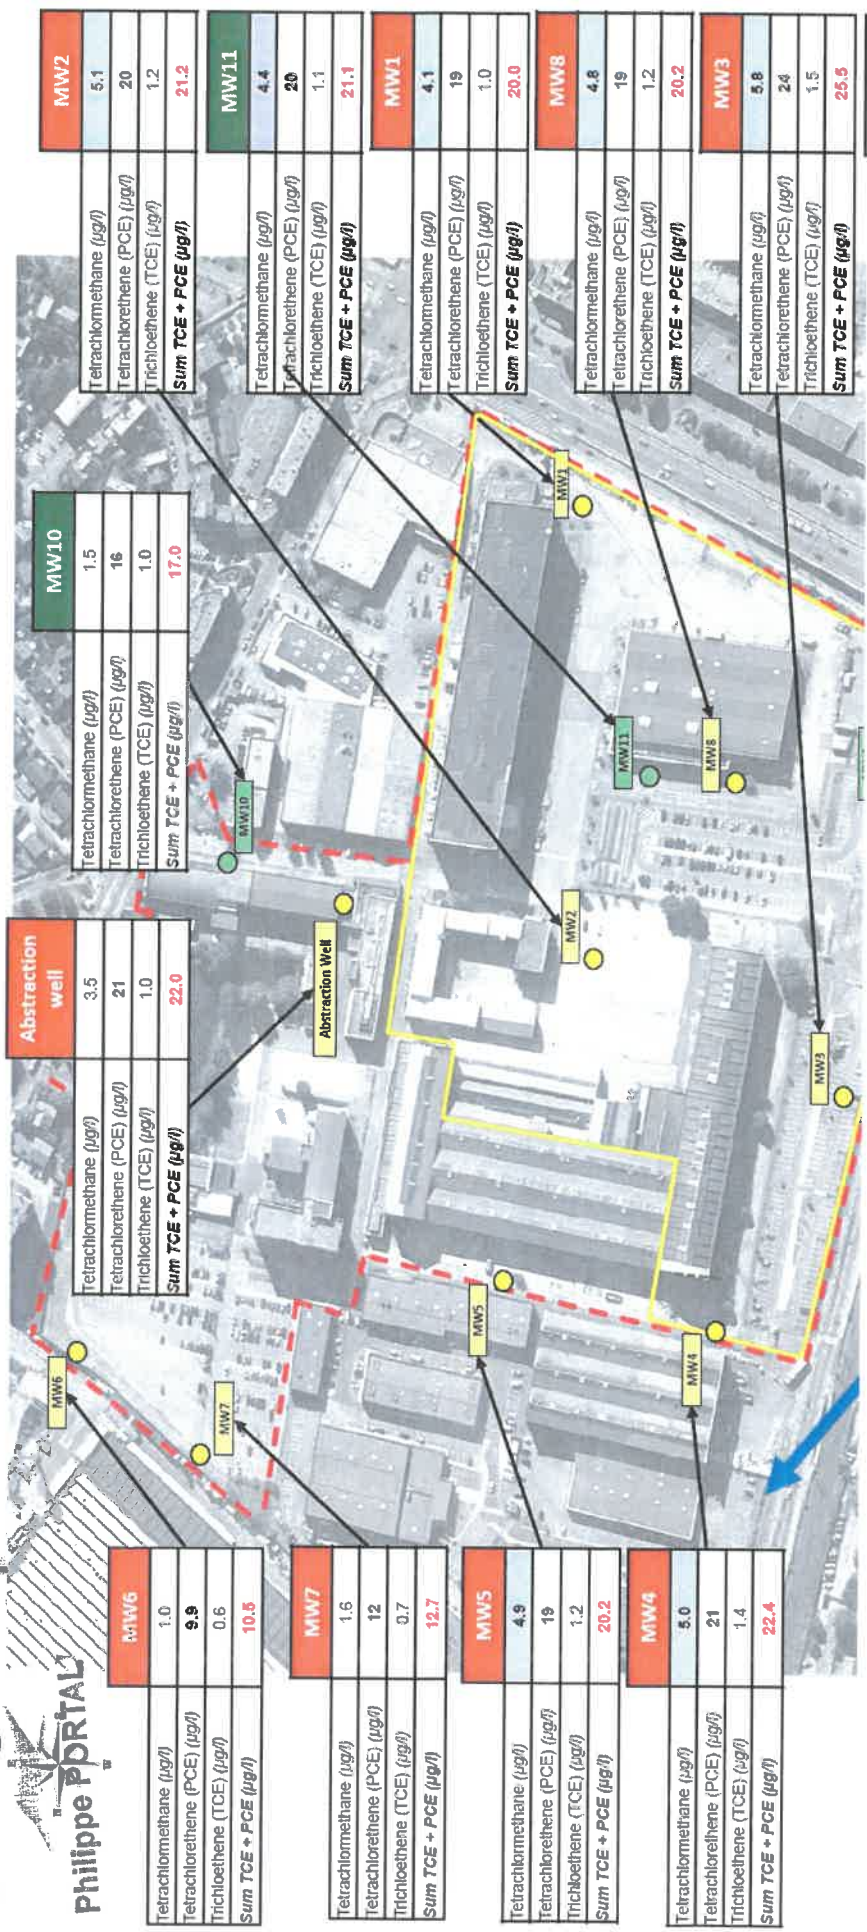 Philippe PORTAL
MW6
Tetrachlormethane (µg/l) 1.0
Tetrachlorethene (PCE) (µg/l) 9.9
Trichloethene (TCE) (µg/l) 0.6
Sum TCE + PCE (µg/l) 10.5
MW7
Tetrachlormethane (µg/l) 1.6
Tetrachlorethene (PCE) (µg/l) 12
Trichloethene (TCE) (µg/l) 0.7
Sum TCE + PCE (µg/l) 12.7
MW5
Tetrachlormethane (µg/l) 4.9
Tetrachlorethene (PCE) (µg/l) 19
Trichloethene (TCE) (µg/l) 1.2
Sum TCE + PCE (µg/l) 20.2
MW4
Tetrachlormethane (µg/l) 5.0
Tetrachlorethene (PCE) (µg/l) 21
Trichloethene (TCE) (µg/l) 1.4
Sum TCE + PCE (µg/l) 22.4
Abstraction
well
Tetrachlormethane (µg/l) 3.5
Tetrachlorethene (PCE) (µg/l) 21
Trichloethene (TCE) (µg/l) 1.0
Sum TCE + PCE (µg/l) 22.0
MW10
Tetrachlormethane (µg/l) 1.5
Tetrachlorethene (PCE) (µg/l) 16
Trichloethene (TCE) (µg/l) 1.0
Sum TCE + PCE (µg/l) 17.0
MW2
Tetrachlormethane (µg/l) 5.1
Tetrachlorethene (PCE) (µg/l) 20
Trichloethene (TCE) (µg/l) 1.2
Sum TCE + PCE (µg/l) 21.2
MW11
Tetrachlormethane (µg/l) 4.4
Tetrachlorethene (PCE) (µg/l) 20
Trichloethene (TCE) (µg/l) 1.1
Sum TCE + PCE (µg/l) 21.1
MW1
Tetrachlormethane (µg/l) 4.1
Tetrachlorethene (PCE) (µg/l) 19
Trichloethene (TCE) (µg/l) 1.0
Sum TCE + PCE (µg/l) 20.0
MW8
Tetrachlormethane (µg/l) 4.8
Tetrachlorethene (PCE) (µg/l) 19
Trichloethene (TCE) (µg/l) 1.2
Sum TCE + PCE (µg/l) 20.2
MW3
Tetrachlormethane (µg/l) 5.8
Tetrachlorethene (PCE) (µg/l) 24
Trichloethene (TCE) (µg/l) 1.5
Sum TCE + PCE (µg/l) 25.5
MW6
MW7
MW5
MW4
Abstraction Well
MW10
MW2
MW11
MW1
MW8
MW3